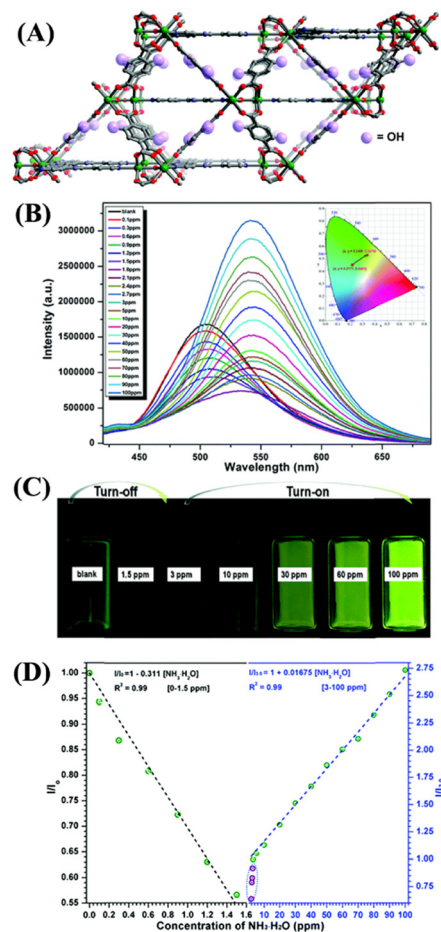 (A)
= OH
(B)
Intensity (a.u.)
3000000
2500000
2000000
1500000
1000000
500000
0
blank
0.1ppm
0.3ppm
0.6ppm
0.9ppm
1.2ppm
1.5ppm
1.8ppm
2.1ppm
2.4ppm
2.7ppm
3ppm
5ppm
10ppm
20ppm
30ppm
40ppm
50ppm
60ppm
70ppm
80ppm
90ppm
100ppm
450 500 550 600 650
Wavelength (nm)
(C)
Turn-off Turn-on
blank 1.5 ppm 3 ppm 10 ppm 30 ppm 60 ppm 100 ppm
(D)
I/I₀=1 - 0.311 [NH₃·H₂O]
R² = 0.99 [0-1.5 ppm]
= 1 + 0.01675 [NH₃·H₂O]
R² = 0.99 [3-100 ppm]
I/I₀
1.00
0.95
0.90
0.85
0.80
0.75
0.70
0.65
0.60
0.55
2.75
2.50
2.25
2.00
1.75
1.50
1.25
1.00
0.75
0.0 0.2 0.4 0.6 0.8 1.0 1.2 1.4 1.6 10 20 30 40 50 60 70 80 90 100
Concentration of NH₃·H₂O (ppm)